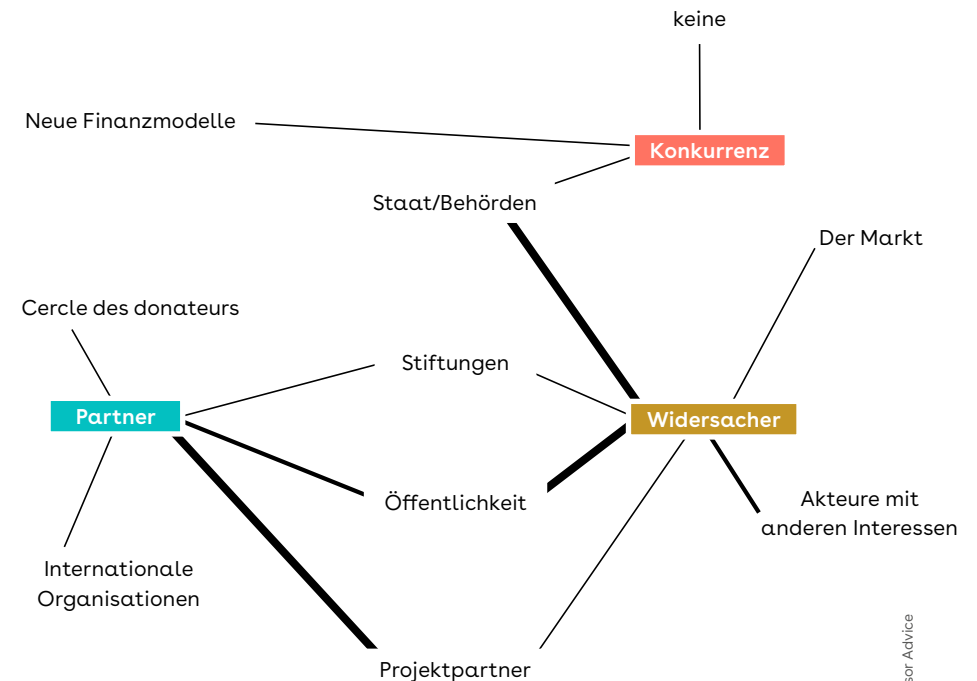 keine
Neue Finanzmodelle
Konkurrenz
Staat/Behörden
Der Markt
Cercle des donateurs
Stiftungen
Partner
Widersacher
Öffentlichkeit
Akteure mit
anderen Interessen
Internationale
Organisationen
Projektpartner
Advice